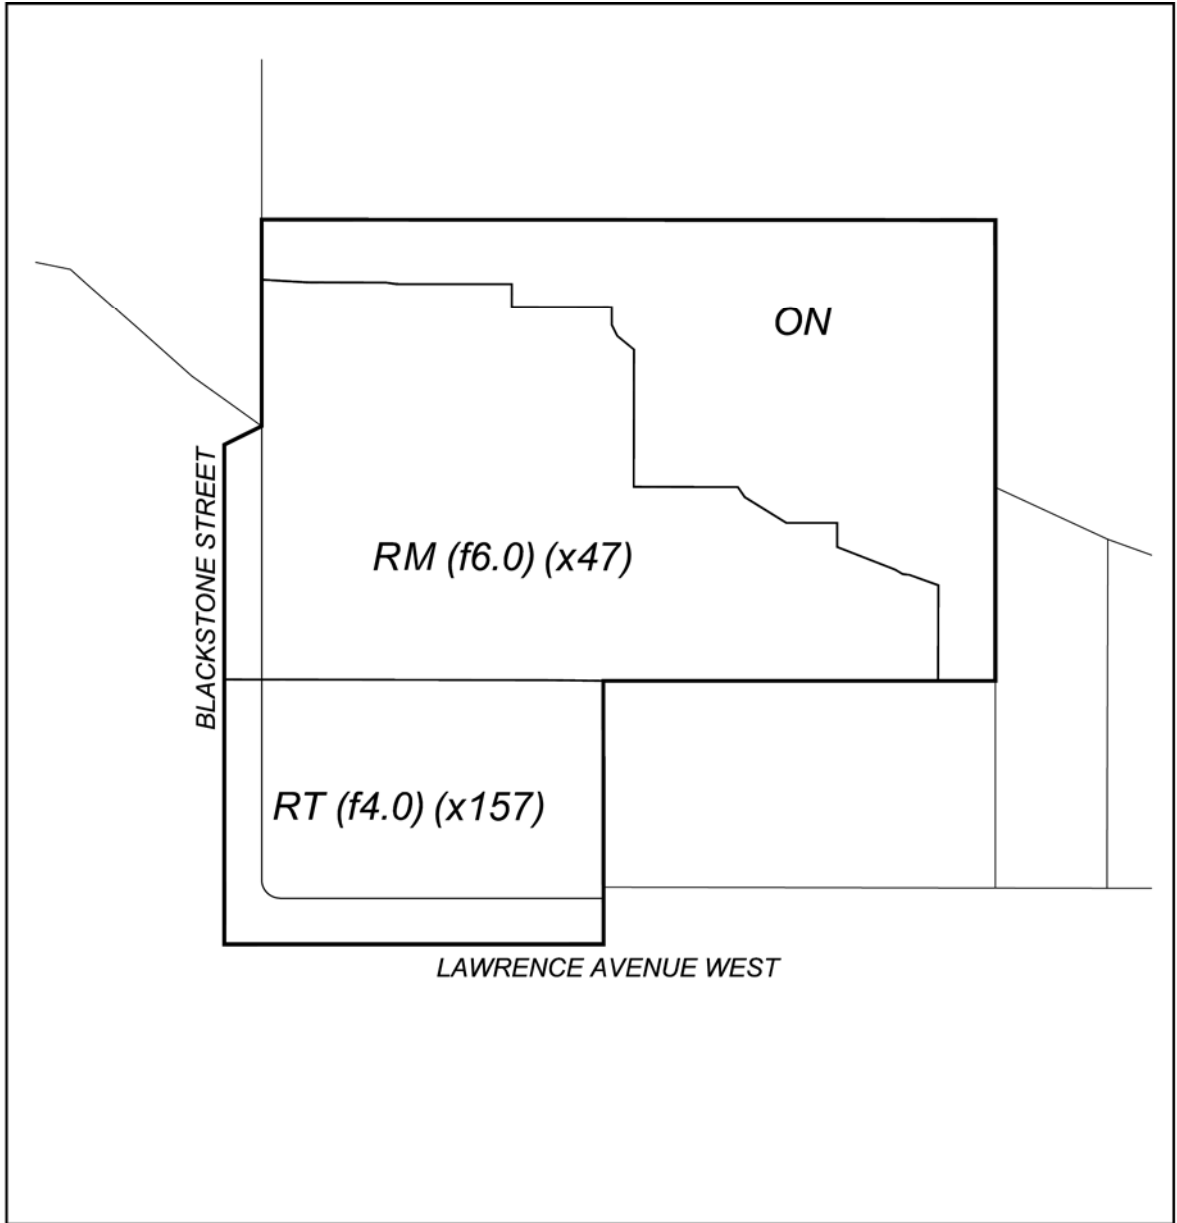 ON
RM (f6.0) (x47)
BLACKSTONE STREET
RT (f4.0) (x157)
LAWRENCE AVENUE WEST